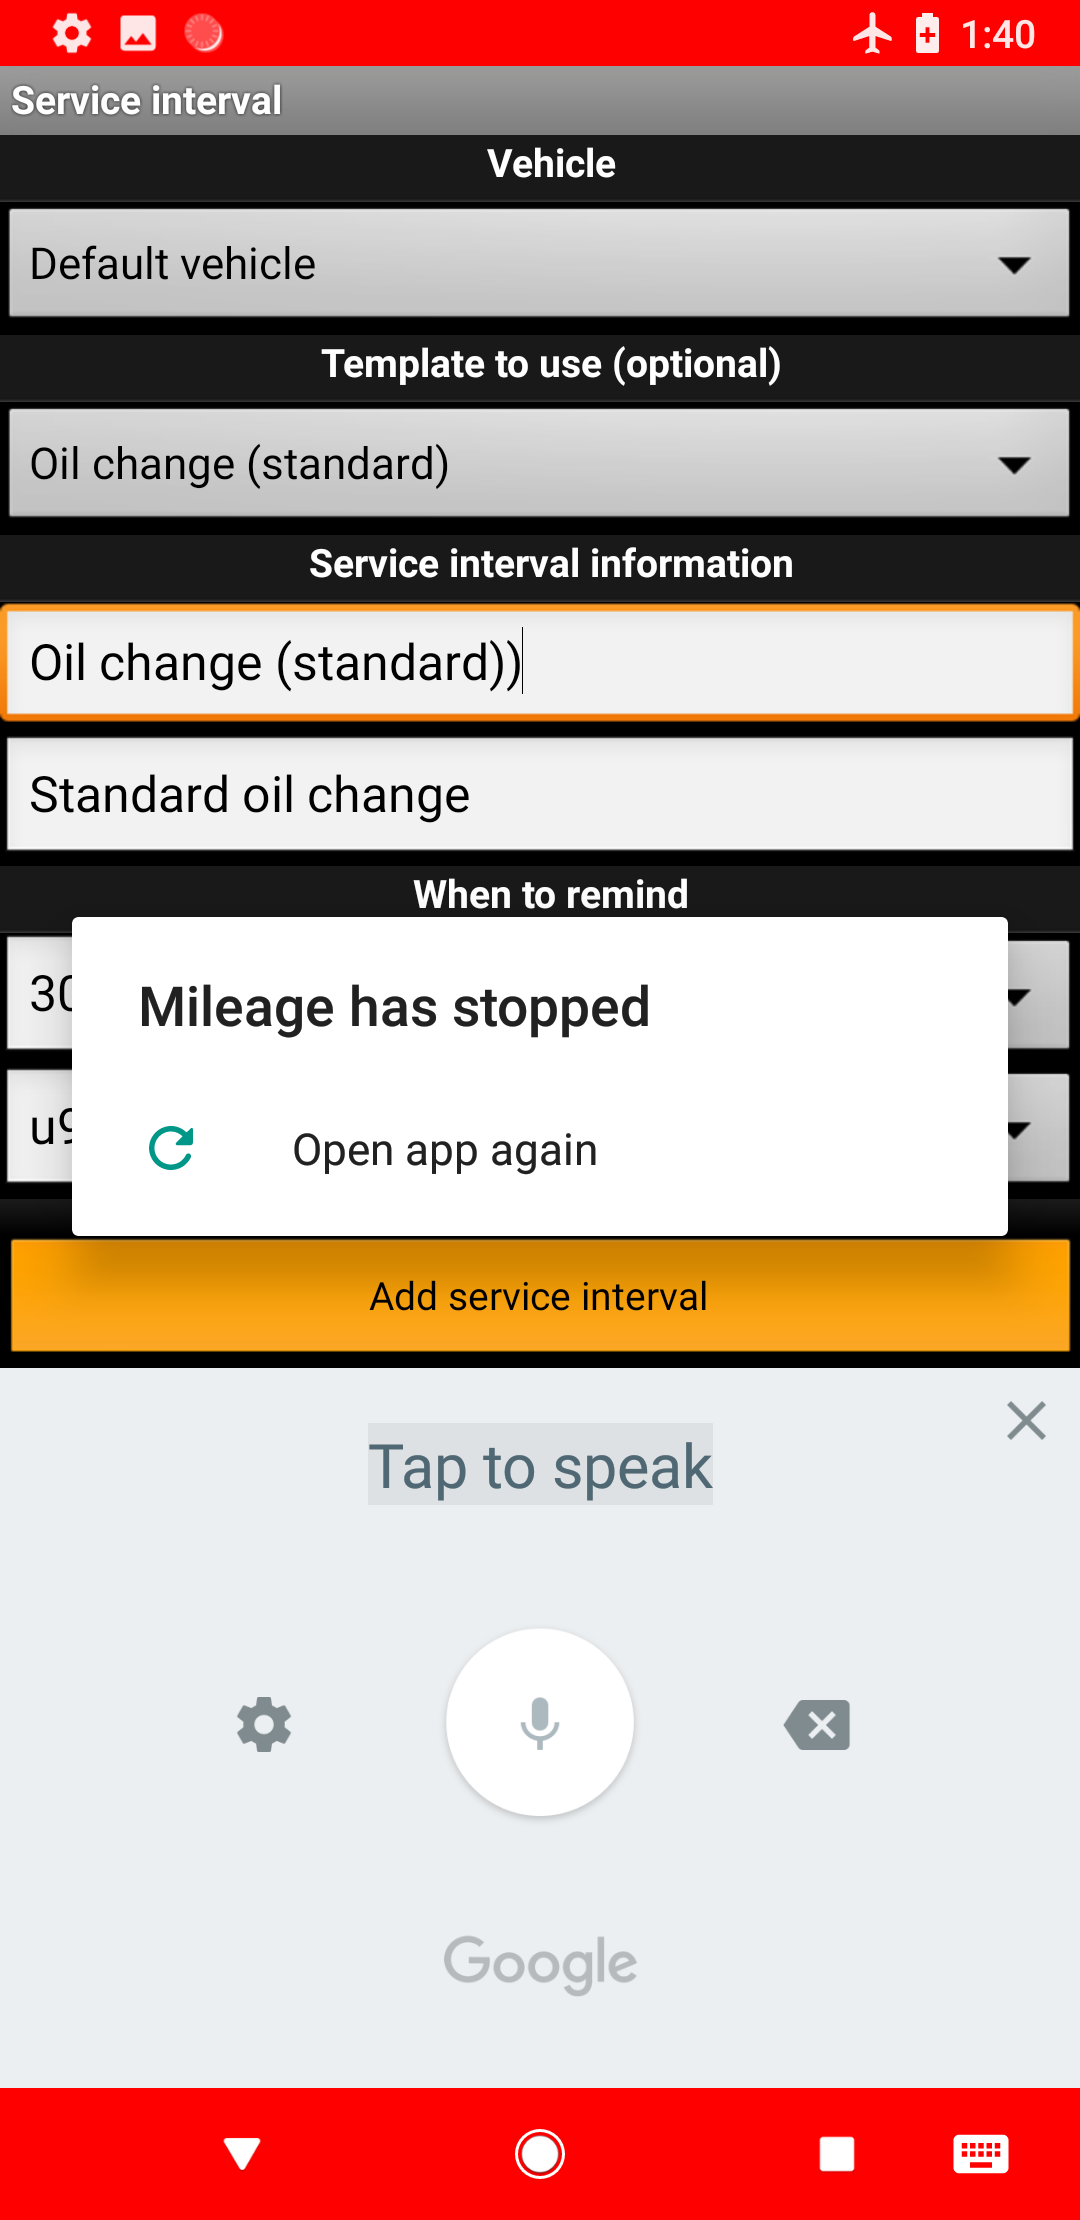 1:40
Service interval
Vehicle
Default vehicle
Template to use (optional)
Oil change (standard)
Service interval information
Oil change (standard))
Standard oil change
When to remind
Mileage has stopped
Open app again
Add service interval
Tap to speak
Google